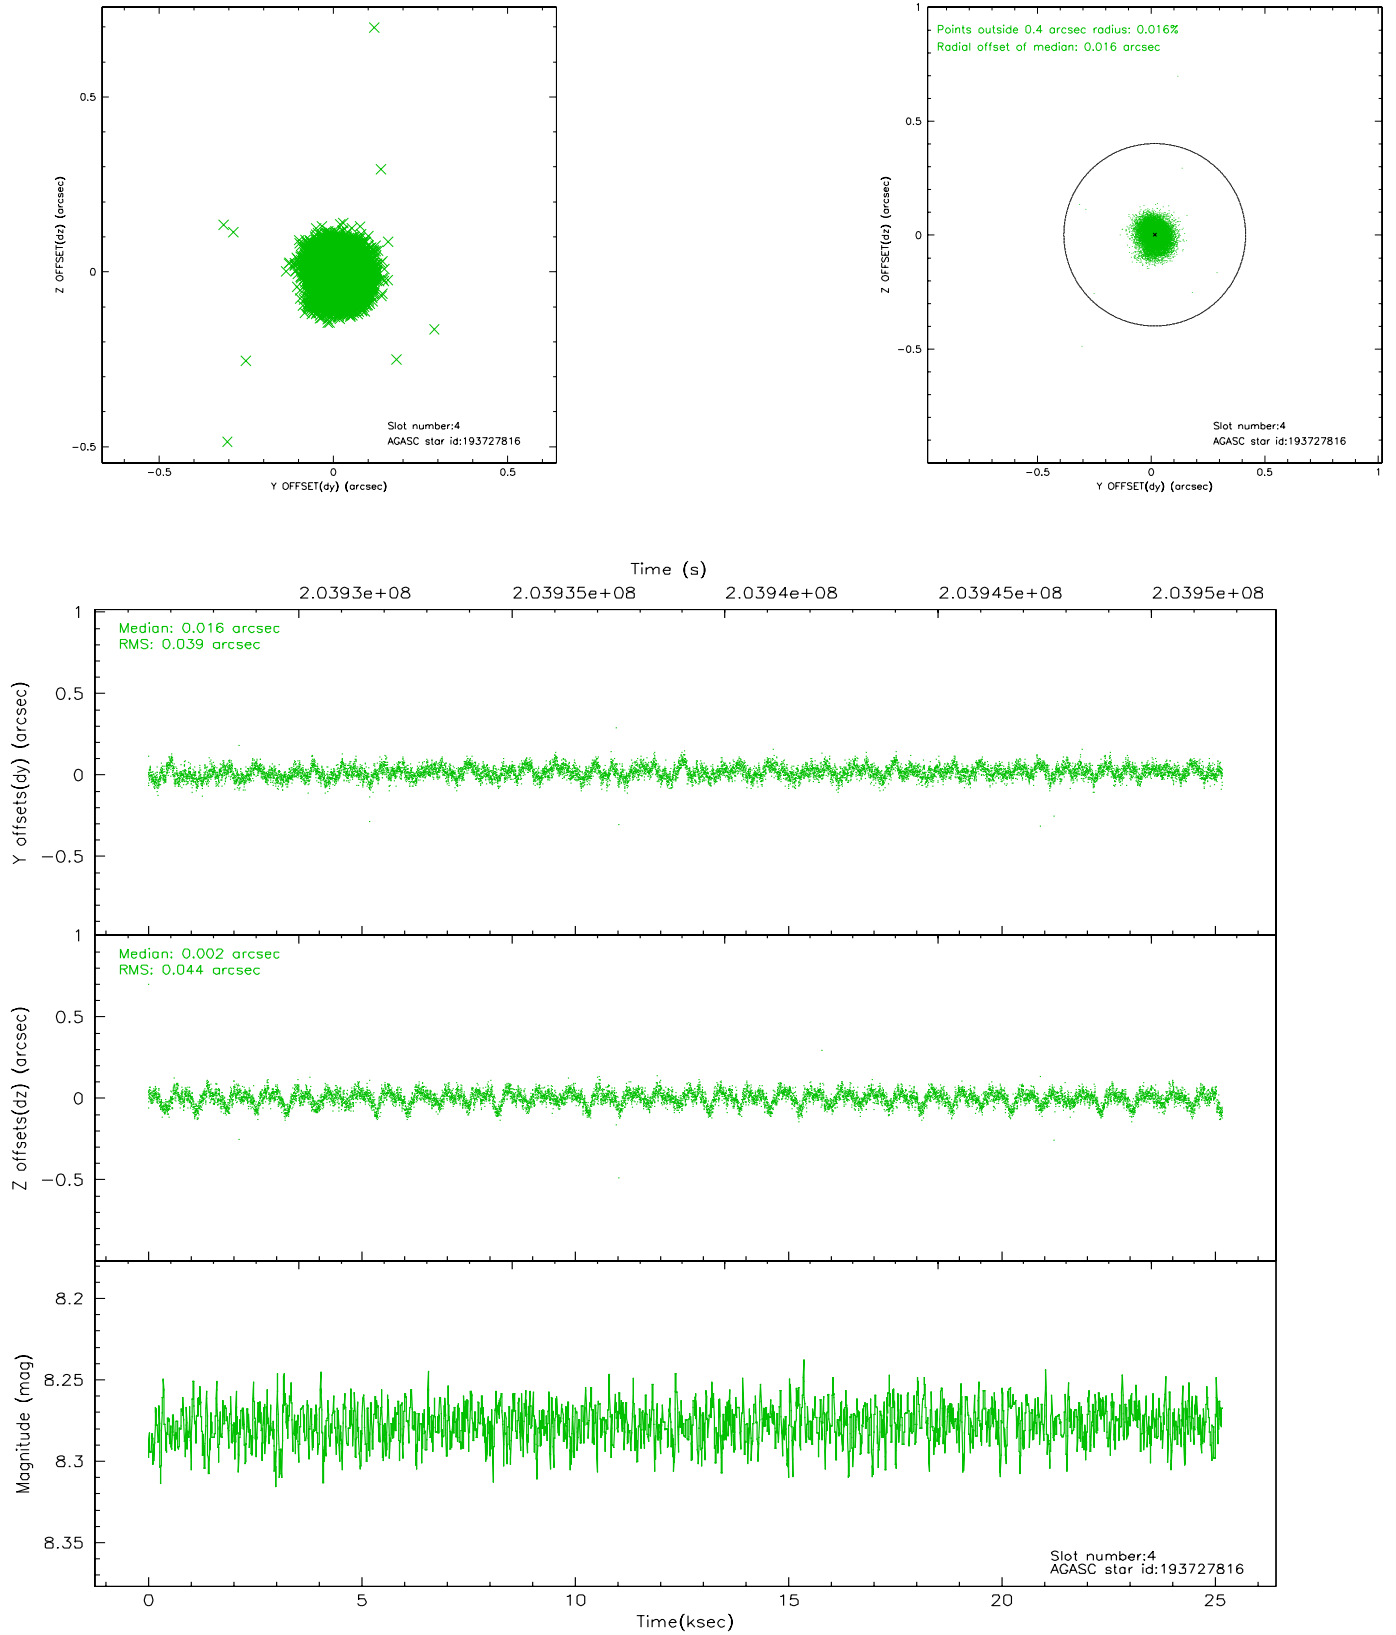 0.5
0
-0.5
Z OFFSET(dz) (arcsec)
Slot number:4
AGASC star id:193727816
-0.5
0
0.5
Y OFFSET(dy) (arcsec)
1
0.5
0
-0.5
Z OFFSET(dz) (arcsec)
Points outside 0.4 arcsec radius: 0.016%
Radial offset of median: 0.016 arcsec
Slot number:4
AGASC star id:193727816
-0.5
0
0.5
1
Y OFFSET(dy) (arcsec)
Time (s)
2.0393e+08
2.03935e+08
2.0394e+08
2.03945e+08
2.0395e+08
1
0.5
0
-0.5
Y offsets(dy) (arcsec)
Median: 0.016 arcsec
RMS: 0.039 arcsec
1
0.5
0
-0.5
Z offsets(dz) (arcsec)
Median: 0.002 arcsec
RMS: 0.044 arcsec
8.2
8.25
8.3
8.35
Magnitude (mag)
Slot number:4
AGASC star id:193727816
0
5
10
15
20
25
Time(ksec)